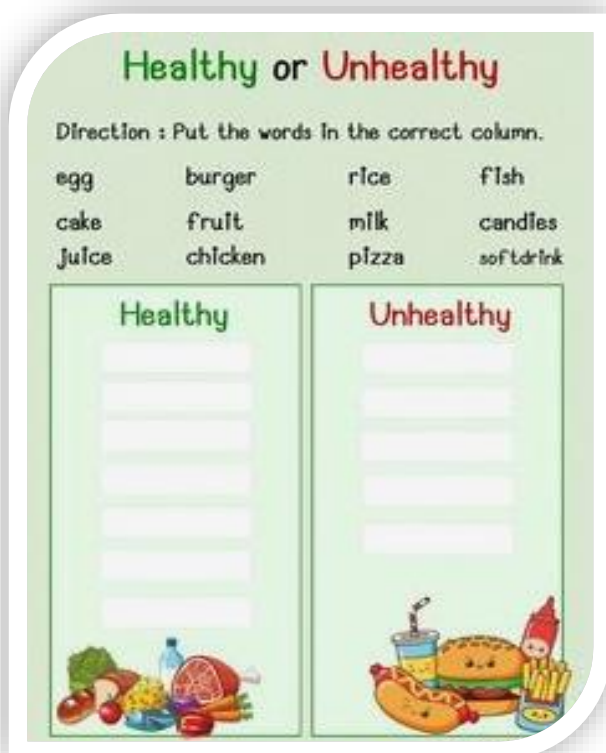 Healthy or Unhealthy
Direction : Put the words in the correct column.
egg burger rice fish
cake fruit milk candies
juice chicken pizza softdrink
Healthy Unhealthy